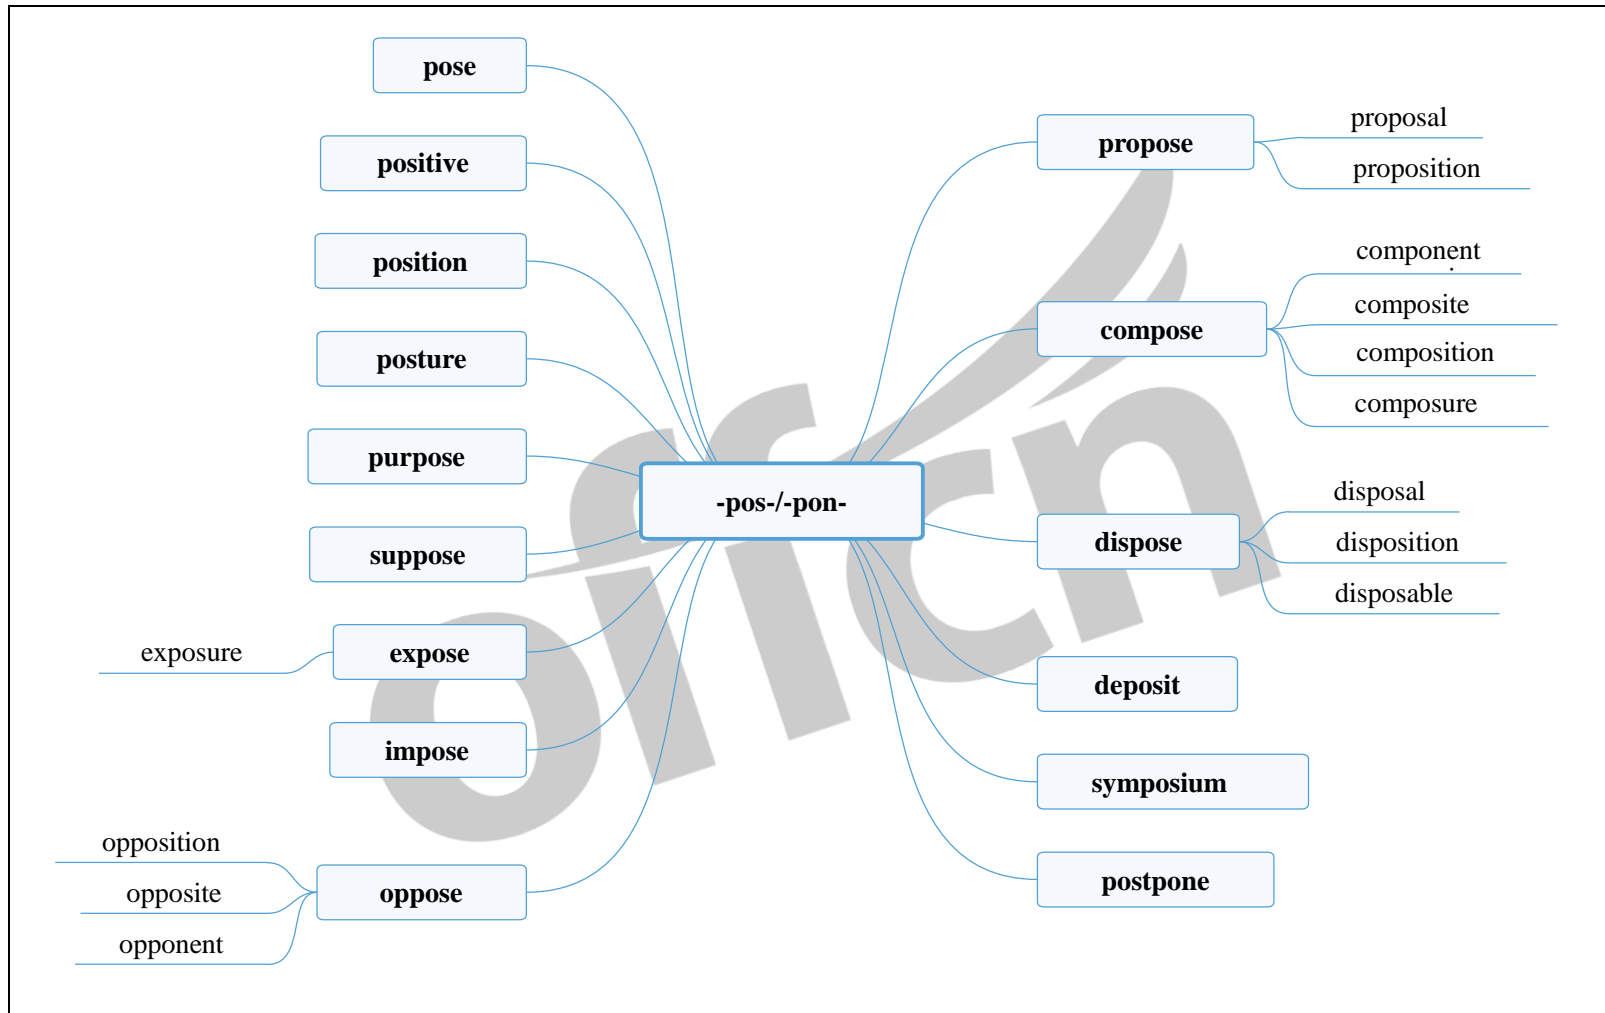 pose
positive
position
posture
purpose
suppose
exposure
expose
impose
opposition
opposite
opponent
oppose
-pos-/-pon-
propose
proposal
proposition
compose
component
composite
composition
composure
dispose
disposal
disposition
disposable
deposit
symposium
postpone
offcn